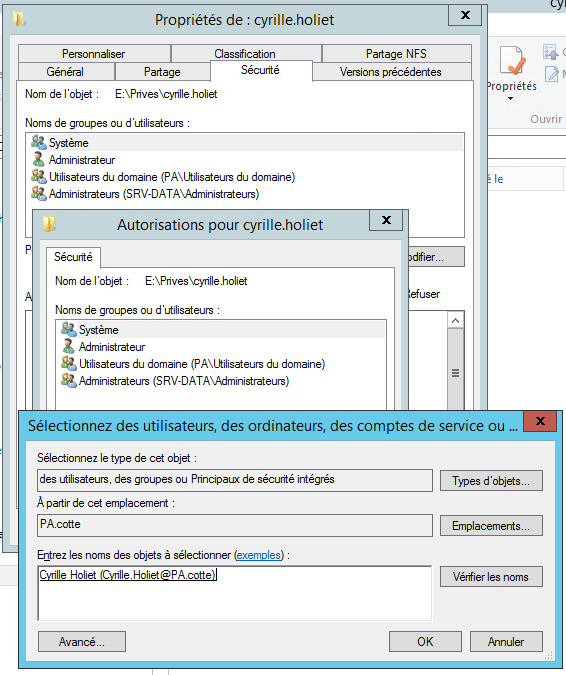 cy
Propriétés de : cyrille.holiet
Personnaliser
Classification
Partage NFS
Général
Partage
Sécurité
Versions précédentes
Nom de l'objet : E:\Prives\cyrille.holiet
Noms de groupes ou d'utilisateurs :
Système
Administrateur
Utilisateurs du domaine (PA\Utilisateurs du domaine)
Administrateurs (SRV-DATA\Administrateurs)
ropriétés
Ouvrir
é le
C
M
P
odifier...
A
Refuser
Autorisations pour cyrille.holiet
Sécurité
Nom de l'objet : E:\Prives\cyrille.holiet
Noms de groupes ou d'utilisateurs :
Système
Administrateur
Utilisateurs du domaine (PA\Utilisateurs du domaine)
Administrateurs (SRV-DATA\Administrateurs)
Sélectionnez des utilisateurs, des ordinateurs, des comptes de service ou ...
Sélectionnez le type de cet objet :
des utilisateurs, des groupes ou Principaux de sécurité intégrés
Types d'objets...
À partir de cet emplacement :
PA.cotte
Emplacements...
Entrez les noms des objets à sélectionner (exemples) :
Cyrille Holiet (Cyrille.Holiet@PA.cotte)
Vérifier les noms
Avancé...
OK
Annuler